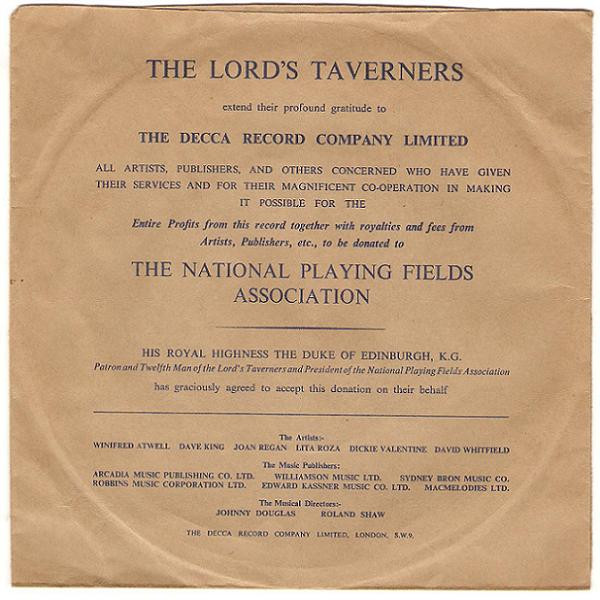 THE LORD'S TAVERNERS
extend their profound gratitude to
THE DECCA RECORD COMPANY LIMITED
ALL ARTISTS, PUBLISHERS, AND OTHERS CONCERNED WHO HAVE GIVEN
THEIR SERVICES AND FOR THEIR MAGNIFICENT CO-OPERATION IN MAKING
IT POSSIBLE FOR THE
Entire Profits from this record together with royalties and fees from
Artists, Publishers, etc., to be donated to
THE NATIONAL PLAYING FIELDS
ASSOCIATION
HIS ROYAL HIGHNESS THE DUKE OF EDINBURGH, K.G.
Patron and Twelfth Man of the Lord's Taverners and President of the National Playing Fields Association
has graciously agreed to accept this donation on their behalf
The Artists:-
WINIFRED ATWELL DAVE KING JOAN REGAN LITA ROZA DICKIE VALENTINE DAVID WHITFIELD
The Music Publishers:
ARCADIA MUSIC PUBLISHING CO. LTD. WILLIAMSON MUSIC LTD. SYDNEY BRON MUSIC CO.
ROBBINS MUSIC CORPORATION LTD. EDWARD KASSNER MUSIC CO. LTD. MACMELODIES LTD.
The Musical Directors:-
JOHNNY DOUGLAS ROLAND SHAW
THE DECCA RECORD COMPANY LIMITED, LONDON, S.W.9.